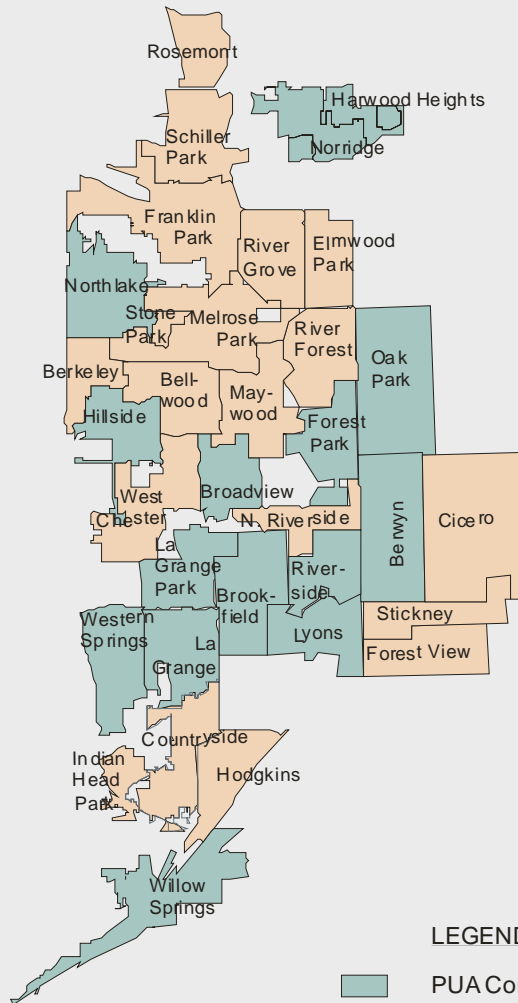 Rosemont
Harwood Heights
Norridge
Schiller
Park
Franklin
Park
River
Grove
Elmwood
Park
Northlake
Stone
Park
Melrose
Park
River
Forest
Oak
Park
Berkeley
Bell-
wood
May-
wood
Hillside
Forest
Park
West
Chester
Broadview
N. Riverside
Berwyn
Cicero
La
Grange
Park
Brook-
field
River-
side
Stickney
Western
Springs
La
Grange
Lyons
Forest View
Countryside
Indian
Head
Park
Hodgkins
Willow
Springs
LEGEND
PUA Co